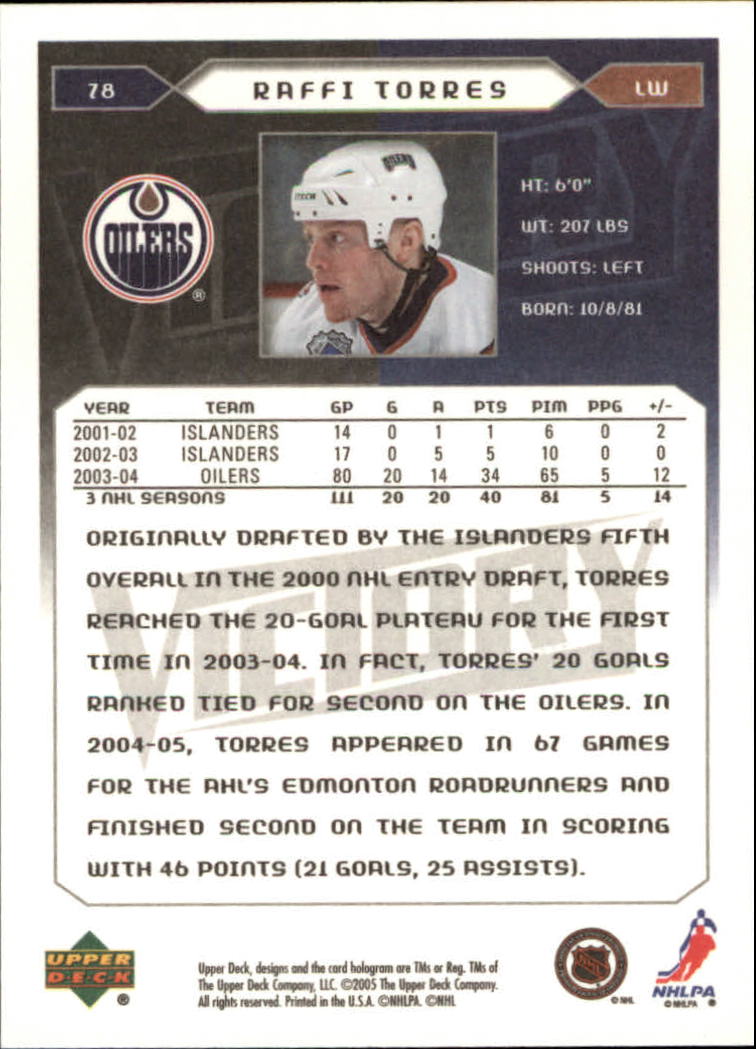 78
RAFFI TORRES
LW
OILERS
®
HT: 6'0"
WT: 207 LBS
SHOOTS: LEFT
BORN: 10/8/81
YEAR TEAM GP G A PTS PIM PPG +/-
2001-02 ISLANDERS 14 0 1 1 6 0 2
2002-03 ISLANDERS 17 0 5 5 10 0 0
2003-04 OILERS 80 20 14 34 65 5 12
3 NHL SEASONS 111 20 20 40 81 5 14
VICTORY
ORIGINALLY DRAFTED BY THE ISLANDERS FIFTH
OVERALL IN THE 2000 NHL ENTRY DRAFT, TORRES
REACHED THE 20-GOAL PLATEAU FOR THE FIRST
TIME IN 2003-04. IN FACT, TORRES' 20 GOALS
RANKED TIED FOR SECOND ON THE OILERS. IN
2004-05, TORRES APPEARED IN 67 GAMES
FOR THE AHL'S EDMONTON ROADRUNNERS AND
FINISHED SECOND ON THE TEAM IN SCORING
WITH 46 POINTS (21 GOALS, 25 ASSISTS).
UPPER
DECK
®
Upper Deck, designs and the card hologram are TMs or Reg. TMs of
The Upper Deck Company, LLC. ©2005 The Upper Deck Company.
All rights reserved. Printed in the U.S.A. ©NHLPA. ©NHL
NHL
© NHL
NHLPA
© NHLPA ®